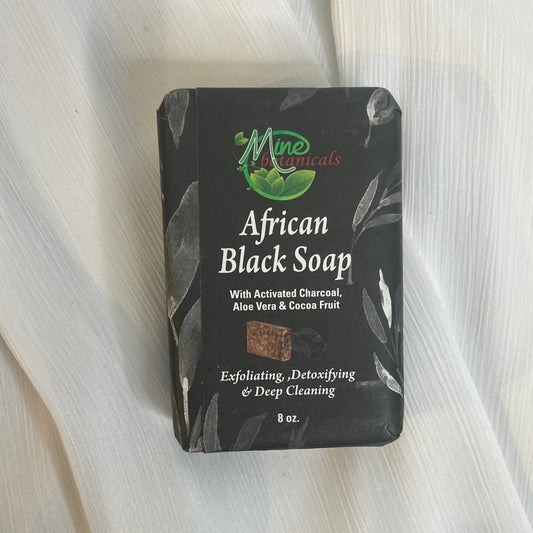 Mine
botanicals
African
Black Soap
With Activated Charcoal,
Aloe Vera & Cocoa Fruit
Exfoliating, ,Detoxifying
& Deep Cleaning
8 oz.